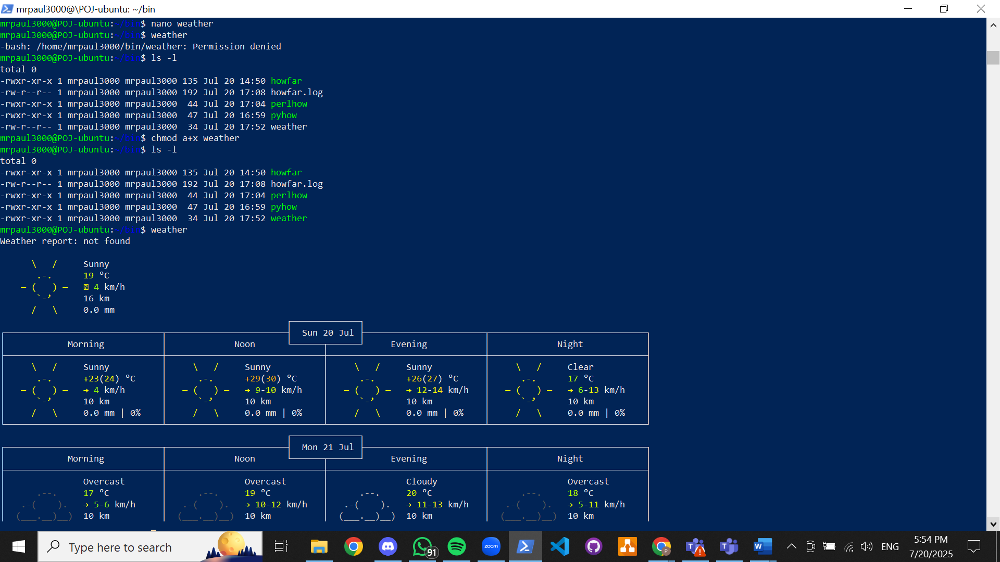 mrpaul3000@\POJ-ubuntu: ~/bin
mrpaul3000@POJ-ubuntu:~/bin$ nano weather
mrpaul3000@POJ-ubuntu:~/bin$ weather
-bash: /home/mrpaul3000/bin/weather: Permission denied
mrpaul3000@POJ-ubuntu:~/bin$ ls -l
total 0
-rwxr-xr-x 1 mrpaul3000 mrpaul3000 135 Jul 20 14:50 howfar
-rw-r--r-- 1 mrpaul3000 mrpaul3000 192 Jul 20 17:08 howfar.log
-rwxr-xr-x 1 mrpaul3000 mrpaul3000  44 Jul 20 17:04 perlhow
-rwxr-xr-x 1 mrpaul3000 mrpaul3000  47 Jul 20 16:59 pyhow
-rw-r--r-- 1 mrpaul3000 mrpaul3000  34 Jul 20 17:52 weather
mrpaul3000@POJ-ubuntu:~/bin$ chmod a+x weather
mrpaul3000@POJ-ubuntu:~/bin$ ls -l
total 0
-rwxr-xr-x 1 mrpaul3000 mrpaul3000 135 Jul 20 14:50 howfar
-rw-r--r-- 1 mrpaul3000 mrpaul3000 192 Jul 20 17:08 howfar.log
-rwxr-xr-x 1 mrpaul3000 mrpaul3000  44 Jul 20 17:04 perlhow
-rwxr-xr-x 1 mrpaul3000 mrpaul3000  47 Jul 20 16:59 pyhow
-rwxr-xr-x 1 mrpaul3000 mrpaul3000  34 Jul 20 17:52 weather
mrpaul3000@POJ-ubuntu:~/bin$ weather
Weather report: not found
Sunny
19 °C
4 km/h
16 km
0.0 mm
Sun 20 Jul
Morning Noon Evening Night
Sunny Sunny Sunny Clear
+23(24) °C +29(30) °C +26(27) °C 17 °C
→ 4 km/h → 9-10 km/h → 12-14 km/h → 6-13 km/h
10 km 10 km 10 km 10 km
0.0 mm | 0% 0.0 mm | 0% 0.0 mm | 0% 0.0 mm | 0%
Mon 21 Jul
Morning Noon Evening Night
Overcast Overcast Cloudy Overcast
17 °C 19 °C 20 °C 18 °C
→ 5-6 km/h → 10-12 km/h → 11-13 km/h → 5-11 km/h
10 km 10 km 10 km 10 km
Type here to search
91
zoom
P
ENG
5:54 PM
7/20/2025